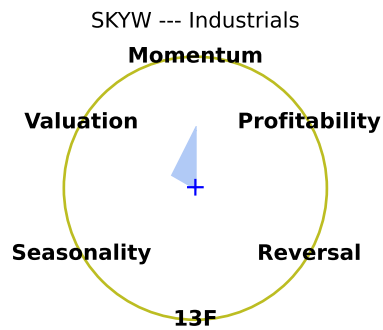 SKYW --- Industrials
Momentum
Valuation
Profitability
Seasonality
Reversal
13F